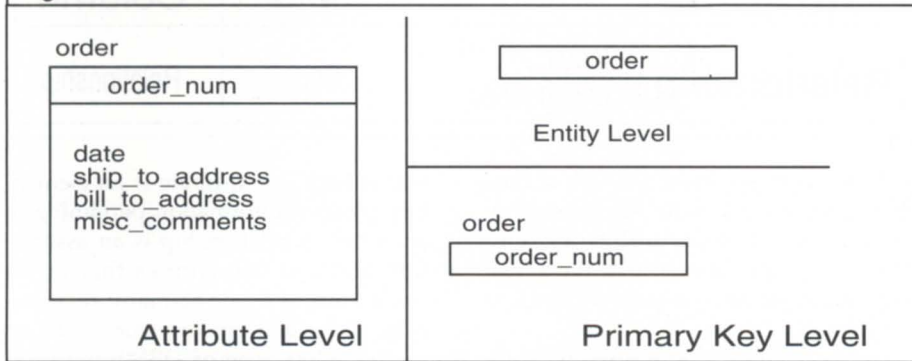 order
order_num
date
ship_to_address
bill_to_address
misc_comments
Attribute Level
order
Entity Level
order
order_num
Primary Key Level